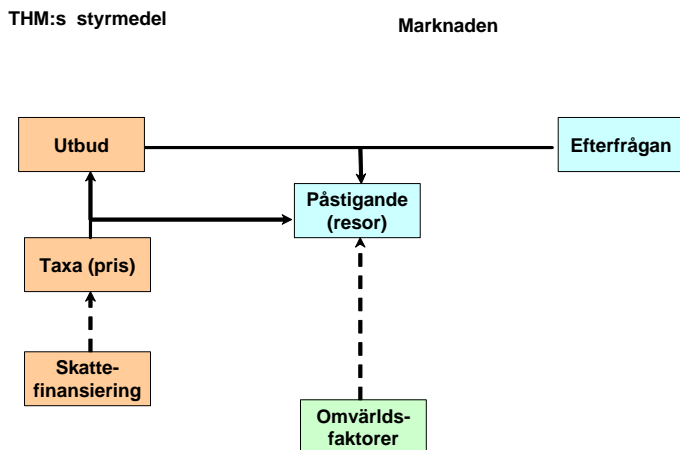 THM:s styrmedel
Marknaden
Utbud
Efterfrågan
Påstigande
(resor)
Taxa (pris)
Skatte-
finansiering
Omvärlds-
faktorer